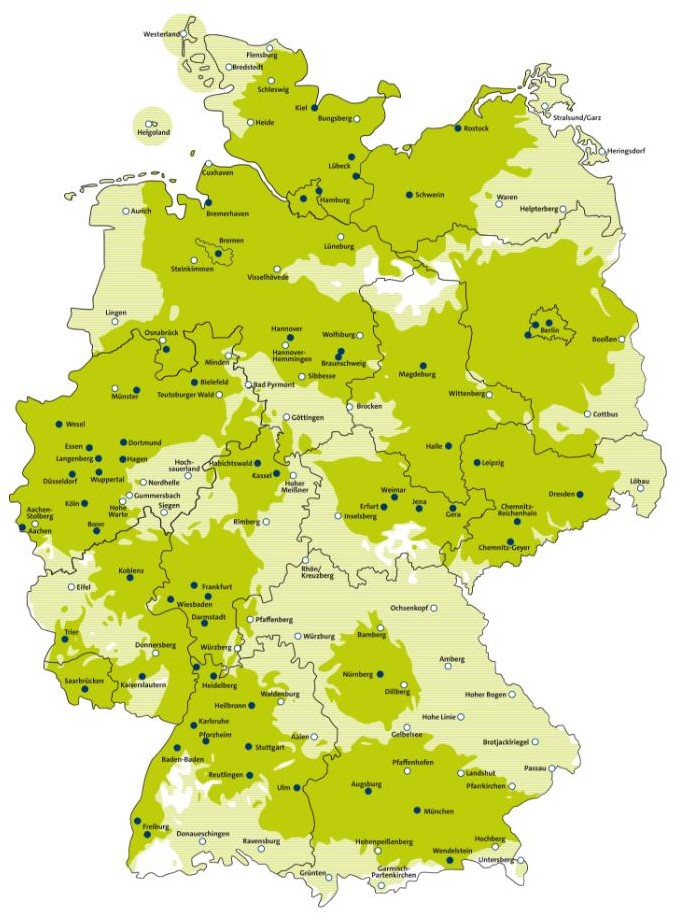 Westerland
Flensburg
Bredstedt
Schleswig
Kiel
Bungsberg
Heide
Helgoland
Stralsund/Garz
Rostock
Heringsdorf
Lübeck
Cuxhaven
Hamburg
Schwerin
Waren
Helpterberg
Aurich
Bremerhaven
Bremen
Lüneburg
Steinkimmen
Visselhövede
Lingen
Osnabrück
Hannover
Wolfsburg
Berlin
Booßen
Minden
Hannover-
Hemmingen
Braunschweig
Magdeburg
Bielefeld
Sibbesse
Bad Pyrmont
Münster
Teutoburger Wald
Wittenberg
Brocken
Cottbus
Göttingen
Wesel
Essen
Dortmund
Halle
Langenberg
Hagen
Hoch-
sauerland
Habichtswald
Leipzig
Düsseldorf
Wuppertal
Nordhelle
Kassel
Hoher
Meißner
Löbau
Gummersbach
Weimar
Dresden
Köln
Hohe
Warte
Siegen
Erfurt
Jena
Gera
Chemnitz-
Reichenhain
Aachen-
Stolberg
Aachen
Bonn
Rimberg
Inselsberg
Chemnitz-Geyer
Koblenz
Rhön/
Kreuzberg
Eifel
Frankfurt
Wiesbaden
Ochsenkopf
Darmstadt
Pfaffenberg
Trier
Würzburg
Bamberg
Donnersberg
Würzberg
Amberg
Saarbrücken
Kaiserslautern
Heidelberg
Nürnberg
Dillberg
Waldenburg
Hoher Bogen
Heilbronn
Karlsruhe
Hohe Linie
Pforzheim
Aalen
Gelbelsee
Baden-Baden
Stuttgart
Brotjacklriegel
Reutlingen
Pfaffenhofen
Landshut
Passau
Ulm
Augsburg
Pfarrkirchen
München
Freiburg
Donaueschingen
Ravensburg
Hohenpeißenberg
Hochberg
Wendelstein
Untersberg
Grünten
Garmisch-
Partenkirchen